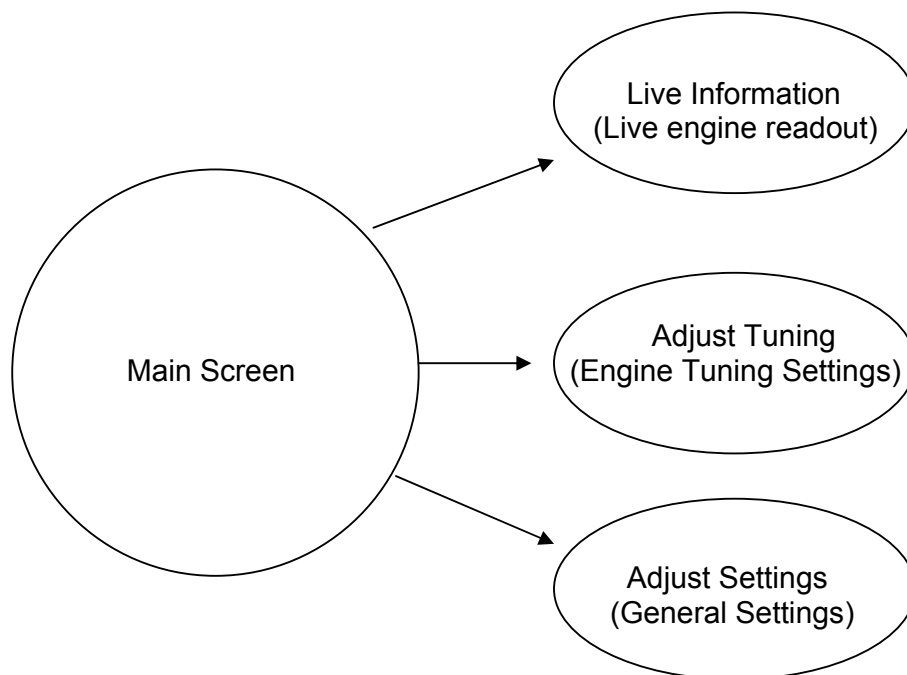 Live Information
(Live engine readout)
Main Screen
Adjust Tuning
(Engine Tuning Settings)
Adjust Settings
(General Settings)